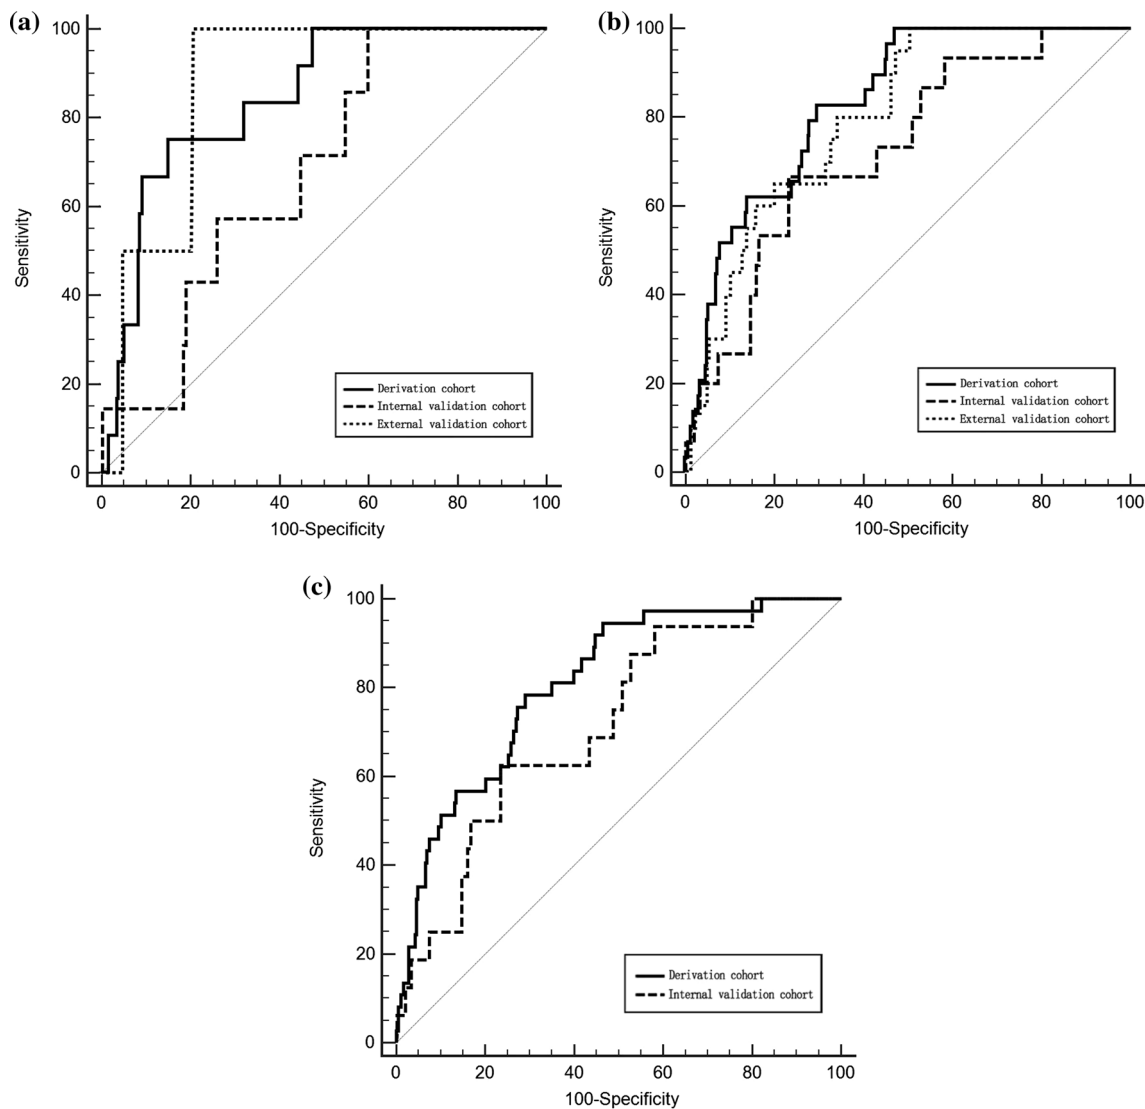 (a)
100
80
60
40
20
0
Sensitivity
0 20 40 60 80 100
100-Specificity
Derivation cohort
Internal validation cohort
External validation cohort
(b)
100
80
60
40
20
0
Sensitivity
0 20 40 60 80 100
100-Specificity
Derivation cohort
Internal validation cohort
External validation cohort
(c)
100
80
60
40
20
0
Sensitivity
0 20 40 60 80 100
100-Specificity
Derivation cohort
Internal validation cohort